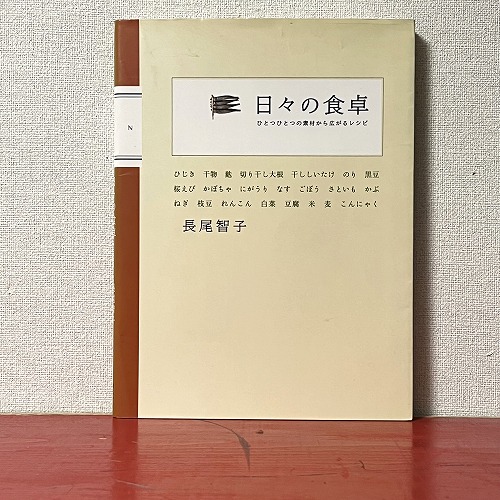 日々の食卓
ひとつひとつの素材から広がるレシピ
ひじき 干物 麩 切り干し大根 干ししいたけ のり 黒豆
桜えび かぼちゃ にがうり なす ごぼう さといも かぶ
ねぎ 枝豆 れんこん 白菜 豆腐 米 麦 こんにゃく
長尾智子
N